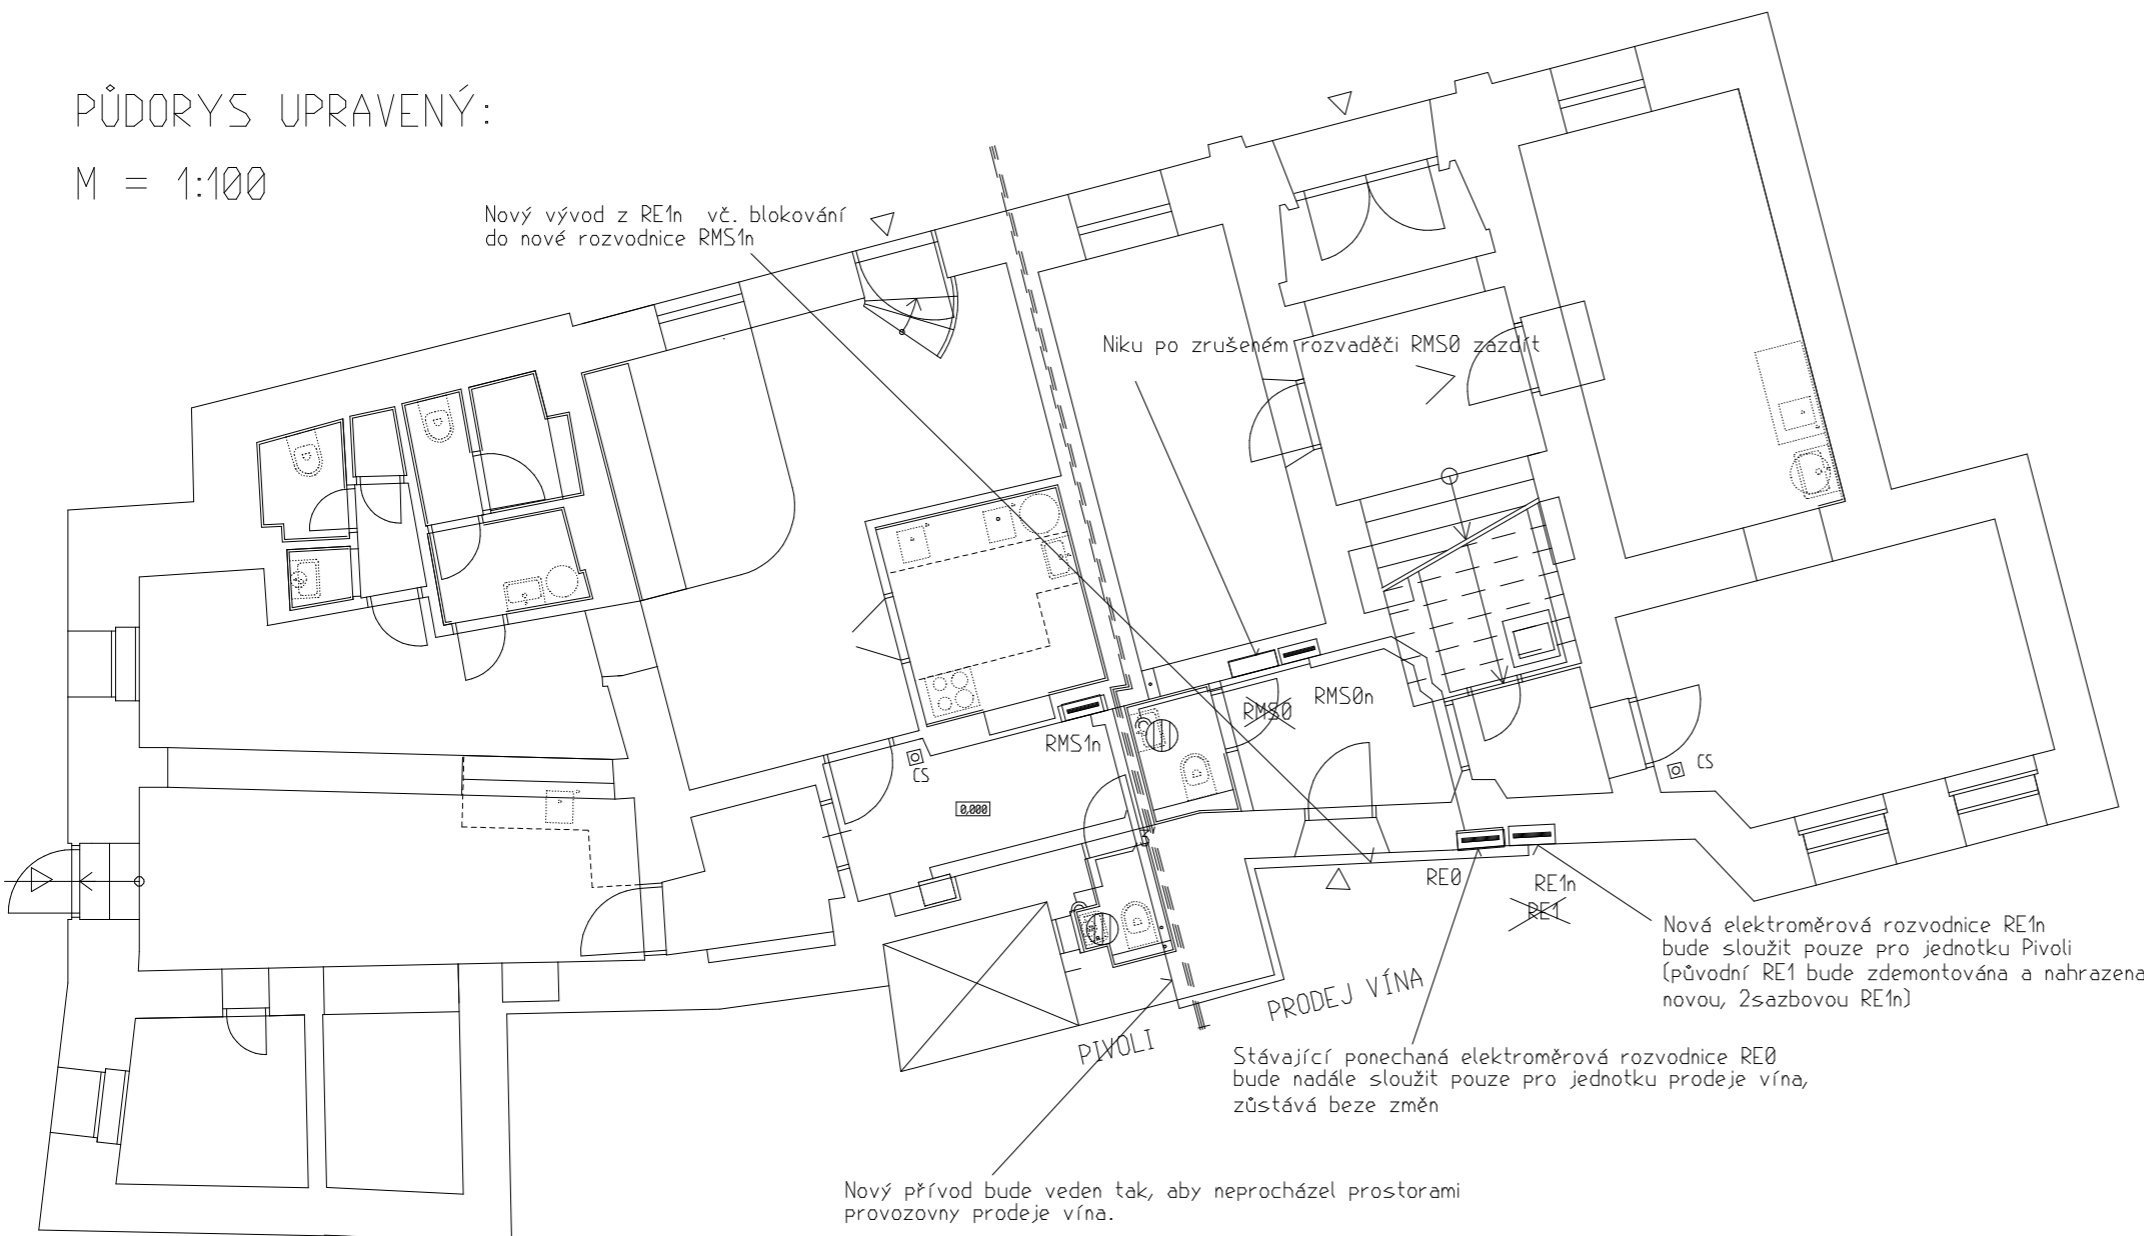 PŮDORYS UPRAVENÝ:
M = 1:100
Nový vývod z RE1n vč. blokování
do nové rozvodnice RMS1n
Niku po zrušeném rozvaděči RMS0 zazdít
RMS0n
RMS0
RMS1n
CS
CS
0,000
RE0
RE1n
RE1
Nová elektroměrová rozvodnice RE1n
bude sloužit pouze pro jednotku Pivoli
(původní RE1 bude zdemontována a nahrazena
novou, 2sazbovou RE1n)
PRODEJ VÍNA
PIVOLI
Stávající ponechaná elektroměrová rozvodnice RE0
bude nadále sloužit pouze pro jednotku prodeje vína,
zůstává beze změn
Nový přívod bude veden tak, aby neprocházel prostorami
provozovny prodeje vína.